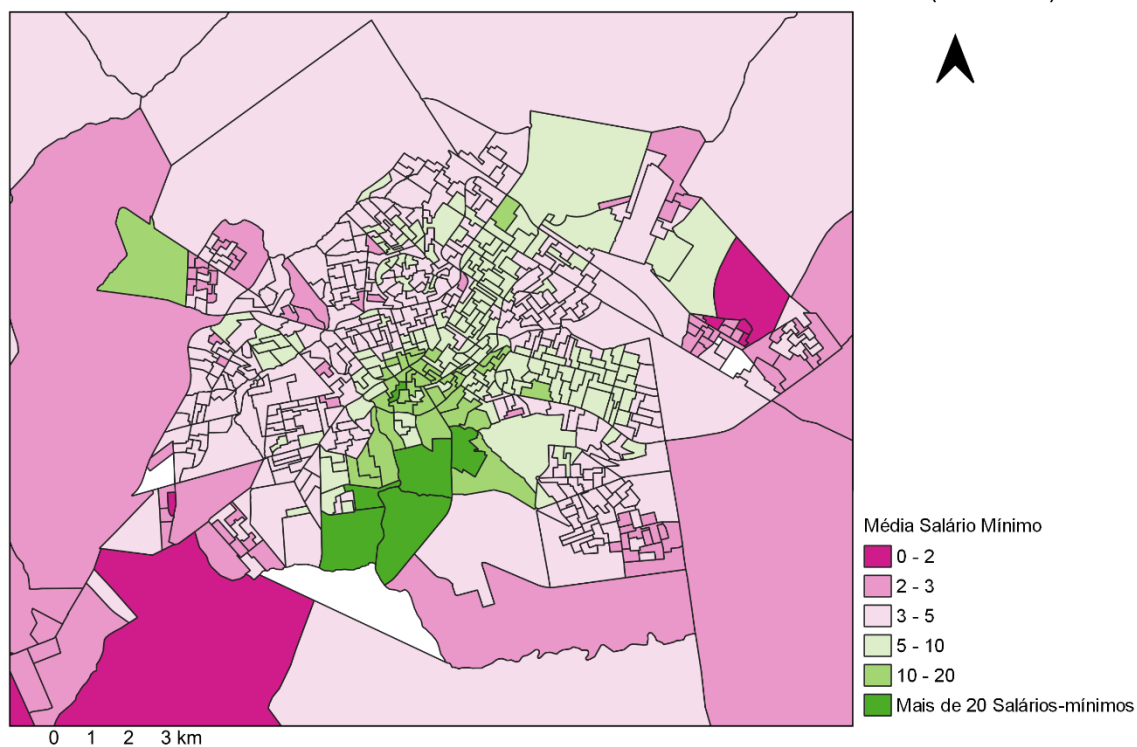 Média Salário Mínimo
0 - 2
2 - 3
3 - 5
5 - 10
10 - 20
Mais de 20 Salários-mínimos
0 1 2 3 km